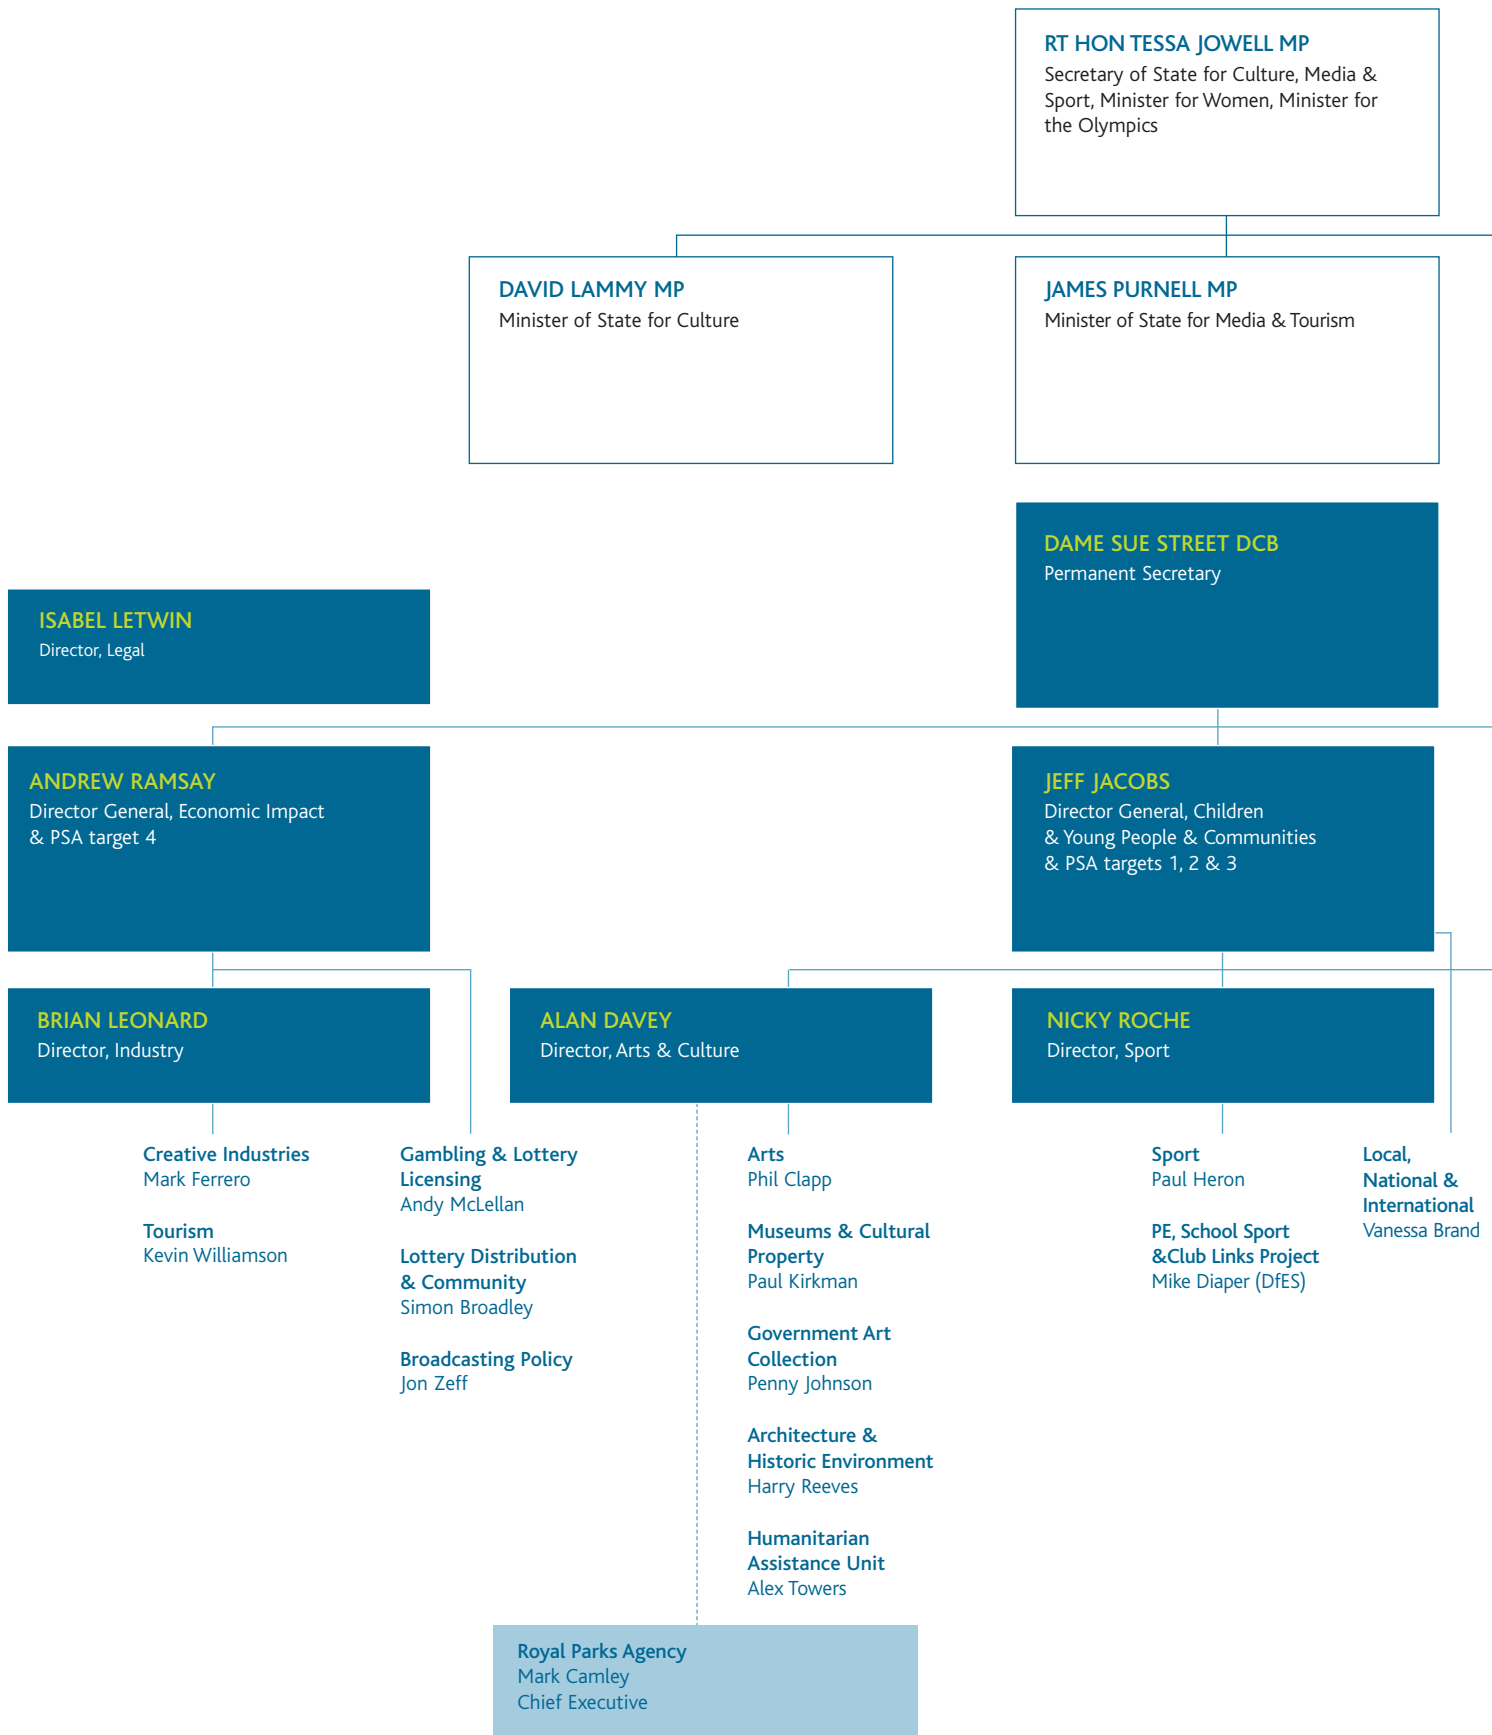 RT HON TESSA JOWELL MP
Secretary of State for Culture, Media &
Sport, Minister for Women, Minister for
the Olympics
DAVID LAMMY MP
Minister of State for Culture
JAMES PURNELL MP
Minister of State for Media & Tourism
DAME SUE STREET DCB
Permanent Secretary
ISABEL LETWIN
Director, Legal
ANDREW RAMSAY
Director General, Economic Impact
& PSA target 4
JEFF JACOBS
Director General, Children
& Young People & Communities
& PSA targets 1, 2 & 3
BRIAN LEONARD
Director, Industry
ALAN DAVEY
Director, Arts & Culture
NICKY ROCHE
Director, Sport
Creative Industries
Mark Ferrero
Tourism
Kevin Williamson
Gambling & Lottery
Licensing
Andy McLellan
Lottery Distribution
& Community
Simon Broadley
Broadcasting Policy
Jon Zeff
Arts
Phil Clapp
Museums & Cultural
Property
Paul Kirkman
Government Art
Collection
Penny Johnson
Architecture &
Historic Environment
Harry Reeves
Humanitarian
Assistance Unit
Alex Towers
Sport
Paul Heron
PE, School Sport
&Club Links Project
Mike Diaper (DfES)
Local,
National &
International
Vanessa Brand
Royal Parks Agency
Mark Camley
Chief Executive